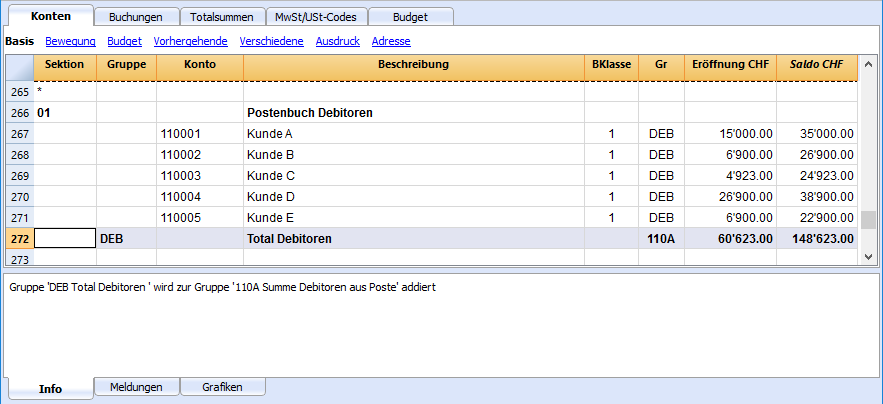 Konten Buchungen Totalsummen MwSt/USt-Codes Budget
Basis Bewegung Budget Vorhergehende Verschiedene Ausdruck Adresse
Sektion Gruppe Konto Beschreibung BKlasse Gr Eröffnung CHF Saldo CHF
265 *
266 01 Postenbuch Debitoren
267 110001 Kunde A 1 DEB 15'000.00 35'000.00
268 110002 Kunde B 1 DEB 6'900.00 26'900.00
269 110003 Kunde C 1 DEB 4'923.00 24'923.00
270 110004 Kunde D 1 DEB 26'900.00 38'900.00
271 110005 Kunde E 1 DEB 6'900.00 22'900.00
272 DEB Total Debitoren 110A 60'623.00 148'623.00
273
Gruppe 'DEB Total Debitoren ' wird zur Gruppe '110A Summe Debitoren aus Poste' addiert
Info Meldungen Grafiken